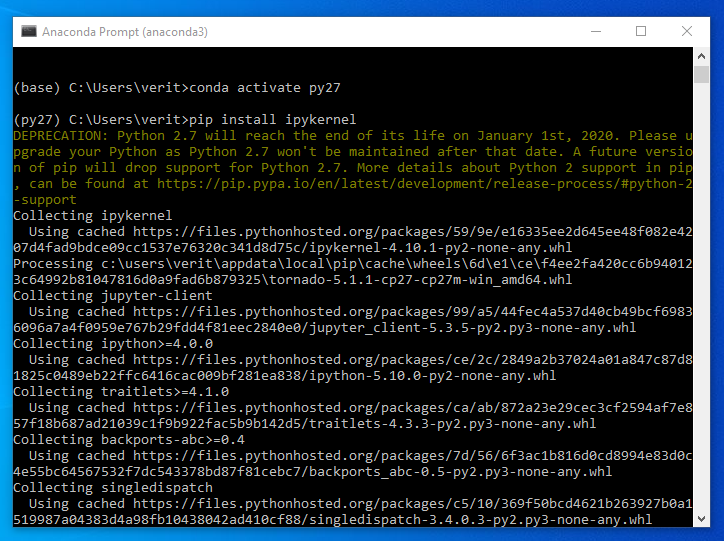 Anaconda Prompt (anaconda3)
(base) C:\Users\verit>conda activate py27
(py27) C:\Users\verit>pip install ipykernel
DEPRECATION: Python 2.7 will reach the end of its life on January 1st, 2020. Please u
pgrade your Python as Python 2.7 won't be maintained after that date. A future versio
n of pip will drop support for Python 2.7. More details about Python 2 support in pip
, can be found at https://pip.pypa.io/en/latest/development/release-process/#python-2
-support
Collecting ipykernel
  Using cached https://files.pythonhosted.org/packages/59/9e/e16335ee2d645ee48f082e42
07d4fad9bdce09cc1537e76320c341d8d75c/ipykernel-4.10.1-py2-none-any.whl
Processing c:\users\verit\appdata\local\pip\cache\wheels\6d\e1\ce\f4ee2fa420cc6b94012
3c64992b81047816d0a9fad6b879325\tornado-5.1.1-cp27-cp27m-win_amd64.whl
Collecting jupyter-client
  Using cached https://files.pythonhosted.org/packages/99/a5/44fec4a537d40cb49bcf6983
6096a7a4f0959e767b29fdd4f81eec2840e0/jupyter_client-5.3.5-py2.py3-none-any.whl
Collecting ipython>=4.0.0
  Using cached https://files.pythonhosted.org/packages/ce/2c/2849a2b37024a01a847c87d8
1825c0489eb22ffc6416cac009bf281ea838/ipython-5.10.0-py2-none-any.whl
Collecting traitlets>=4.1.0
  Using cached https://files.pythonhosted.org/packages/ca/ab/872a23e29cec3cf2594af7e8
57f18b687ad21039c1f9b922fac5b9b142d5/traitlets-4.3.3-py2.py3-none-any.whl
Collecting backports-abc>=0.4
  Using cached https://files.pythonhosted.org/packages/7d/56/6f3ac1b816d0cd8994e83d0c
4e55bc64567532f7dc543378bd87f81cebc7/backports_abc-0.5-py2.py3-none-any.whl
Collecting singledispatch
  Using cached https://files.pythonhosted.org/packages/c5/10/369f50bcd4621b263927b0a1
519987a04383d4a98fb10438042ad410cf88/singledispatch-3.4.0.3-py2.py3-none-any.whl